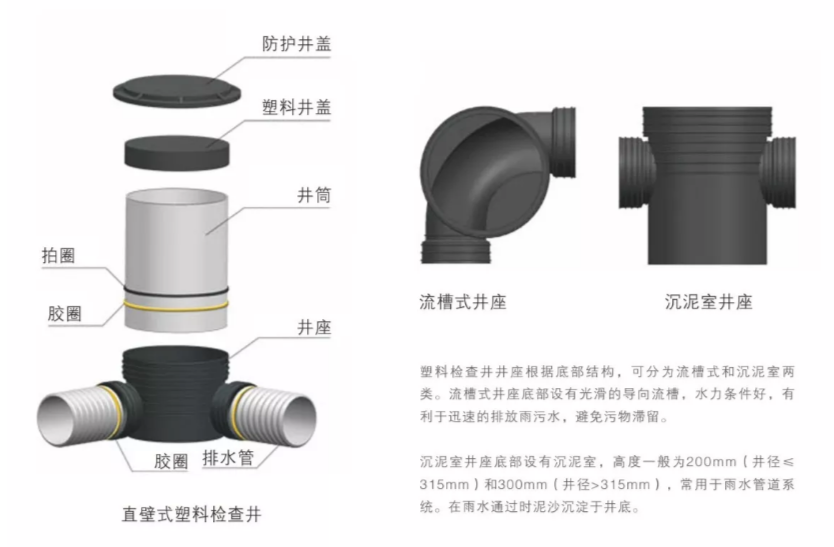 防护井盖
塑料井盖
井筒
拍圈
胶圈
井座
胶圈
排水管
直壁式塑料检查井
流槽式井座
沉泥室井座
塑料检查井井座根据底部结构，可分为流槽式和沉泥室两
类。流槽式井座底部设有光滑的导向流槽，水力条件好，有
利于迅速的排放雨污水，避免污物滞留。
沉泥室井座底部设有沉泥室，高度一般为200mm（井径≤
315mm）和300mm（井径>315mm），常用于雨水管道系
统。在雨水通过时泥沙沉淀于井底。